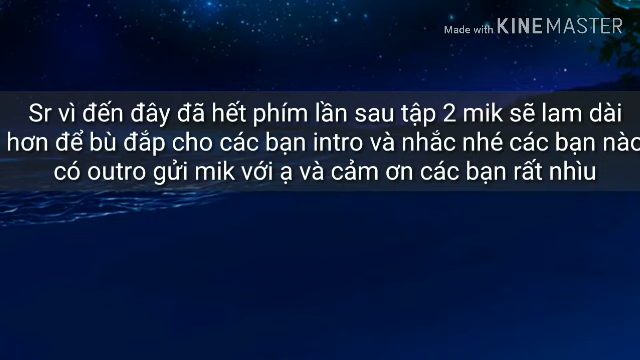 Made with KINEMASTER
Sr vì đến đây đã hết phím lần sau tập 2 mik sẽ lam dài
hơn để bù đắp cho các bạn intro và nhắc nhé các bạn nào
có outro gửi mik với ạ và cảm ơn các bạn rất nhìu